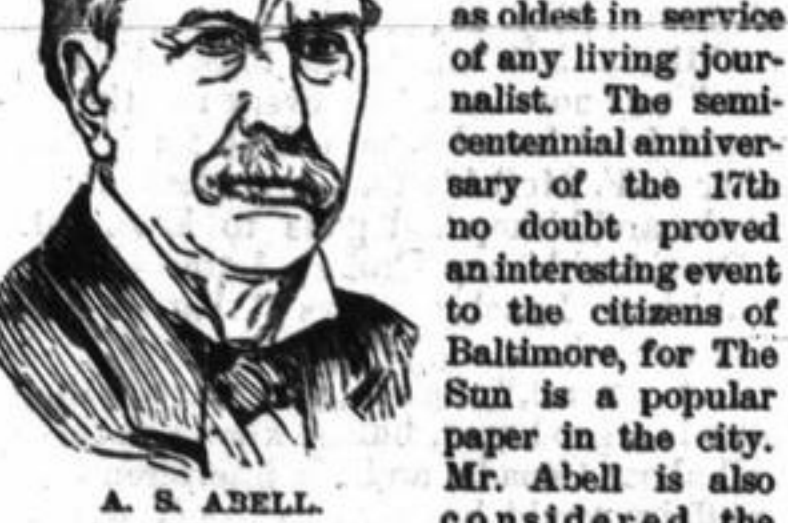 as oldest in service
of any living jour-
nalist. The semi-
centennial anniver-
sary of the 17th
no doubt proved
an interesting event
to the citizens of
Baltimore, for The
Sun is a popular
paper in the city.
Mr. Abell is also
considered the
A. S. ABELL.